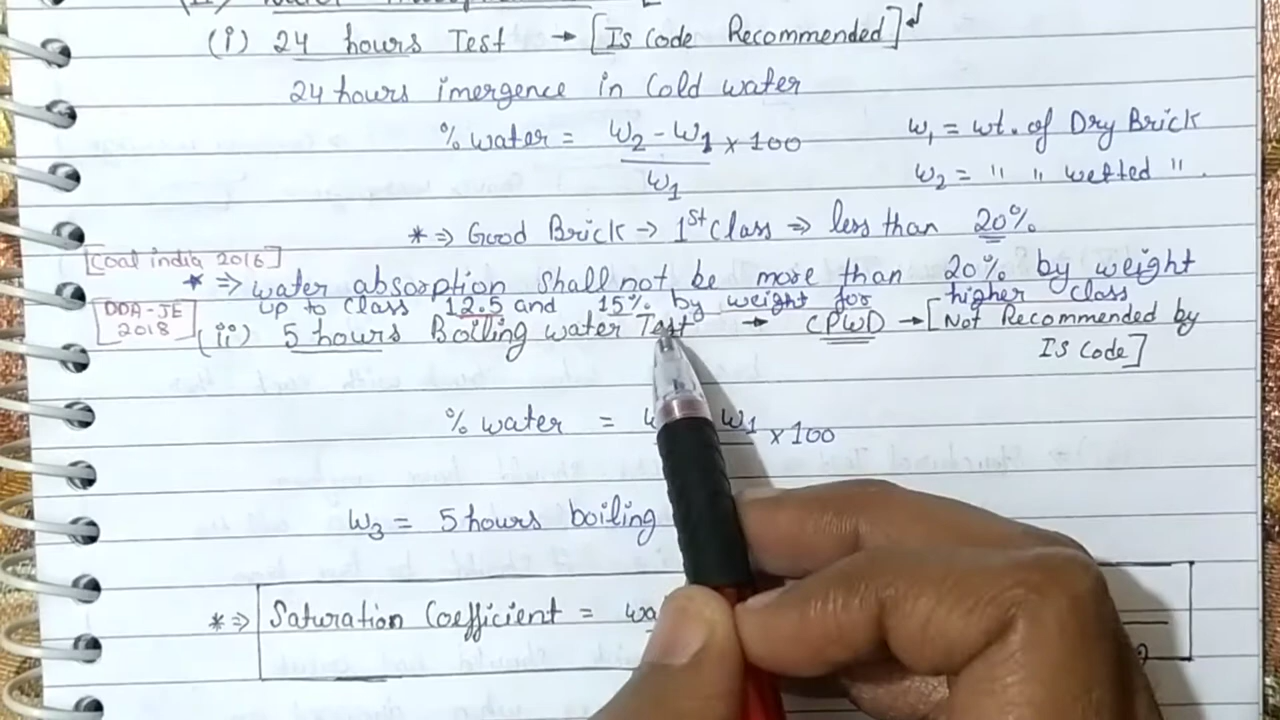 (i) 24 hours Test → [Is Code Recommended]
24 hours imergence in Cold water
% water = w2 - w1 / w1 × 100
w1 = wt. of Dry Brick
w2 = " " wetted " .
* ⇒ Good Brick → 1st Class ⇒ less than 20%.
[Coal india 2016]
* ⇒ water absorption Shall not be more than 20% by weight
up to class 12.5 and 15% by weight for higher class
DDA-JE 2018
(ii) 5 hours Boiling water Test → CPWD → [Not Recommended by
IS Code]
% water = w1 × 100
w3 = 5 hours boiling
* ⇒ Saturation Coefficient = wa